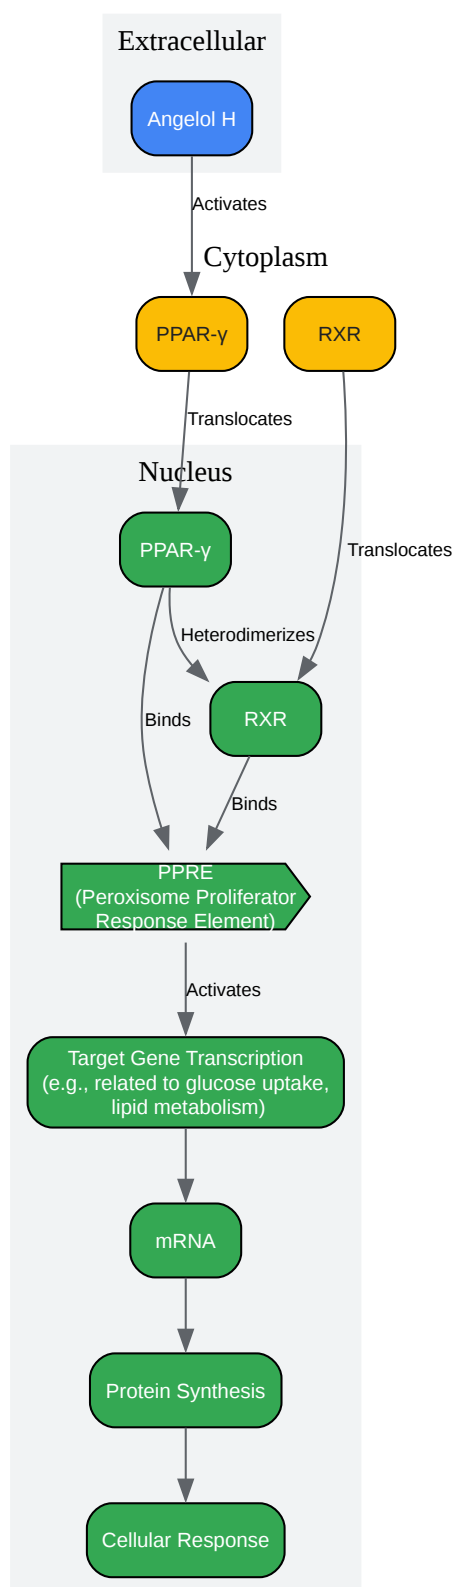 Extracellular
Angelol H
Activates
Cytoplasm
PPAR-γ
RXR
Translocates
Nucleus
PPAR-γ
Translocates
Heterodimerizes
RXR
Binds
Binds
PPRE
(Peroxisome Proliferator
Response Element)
Activates
Target Gene Transcription
(e.g., related to glucose uptake,
lipid metabolism)
mRNA
Protein Synthesis
Cellular Response